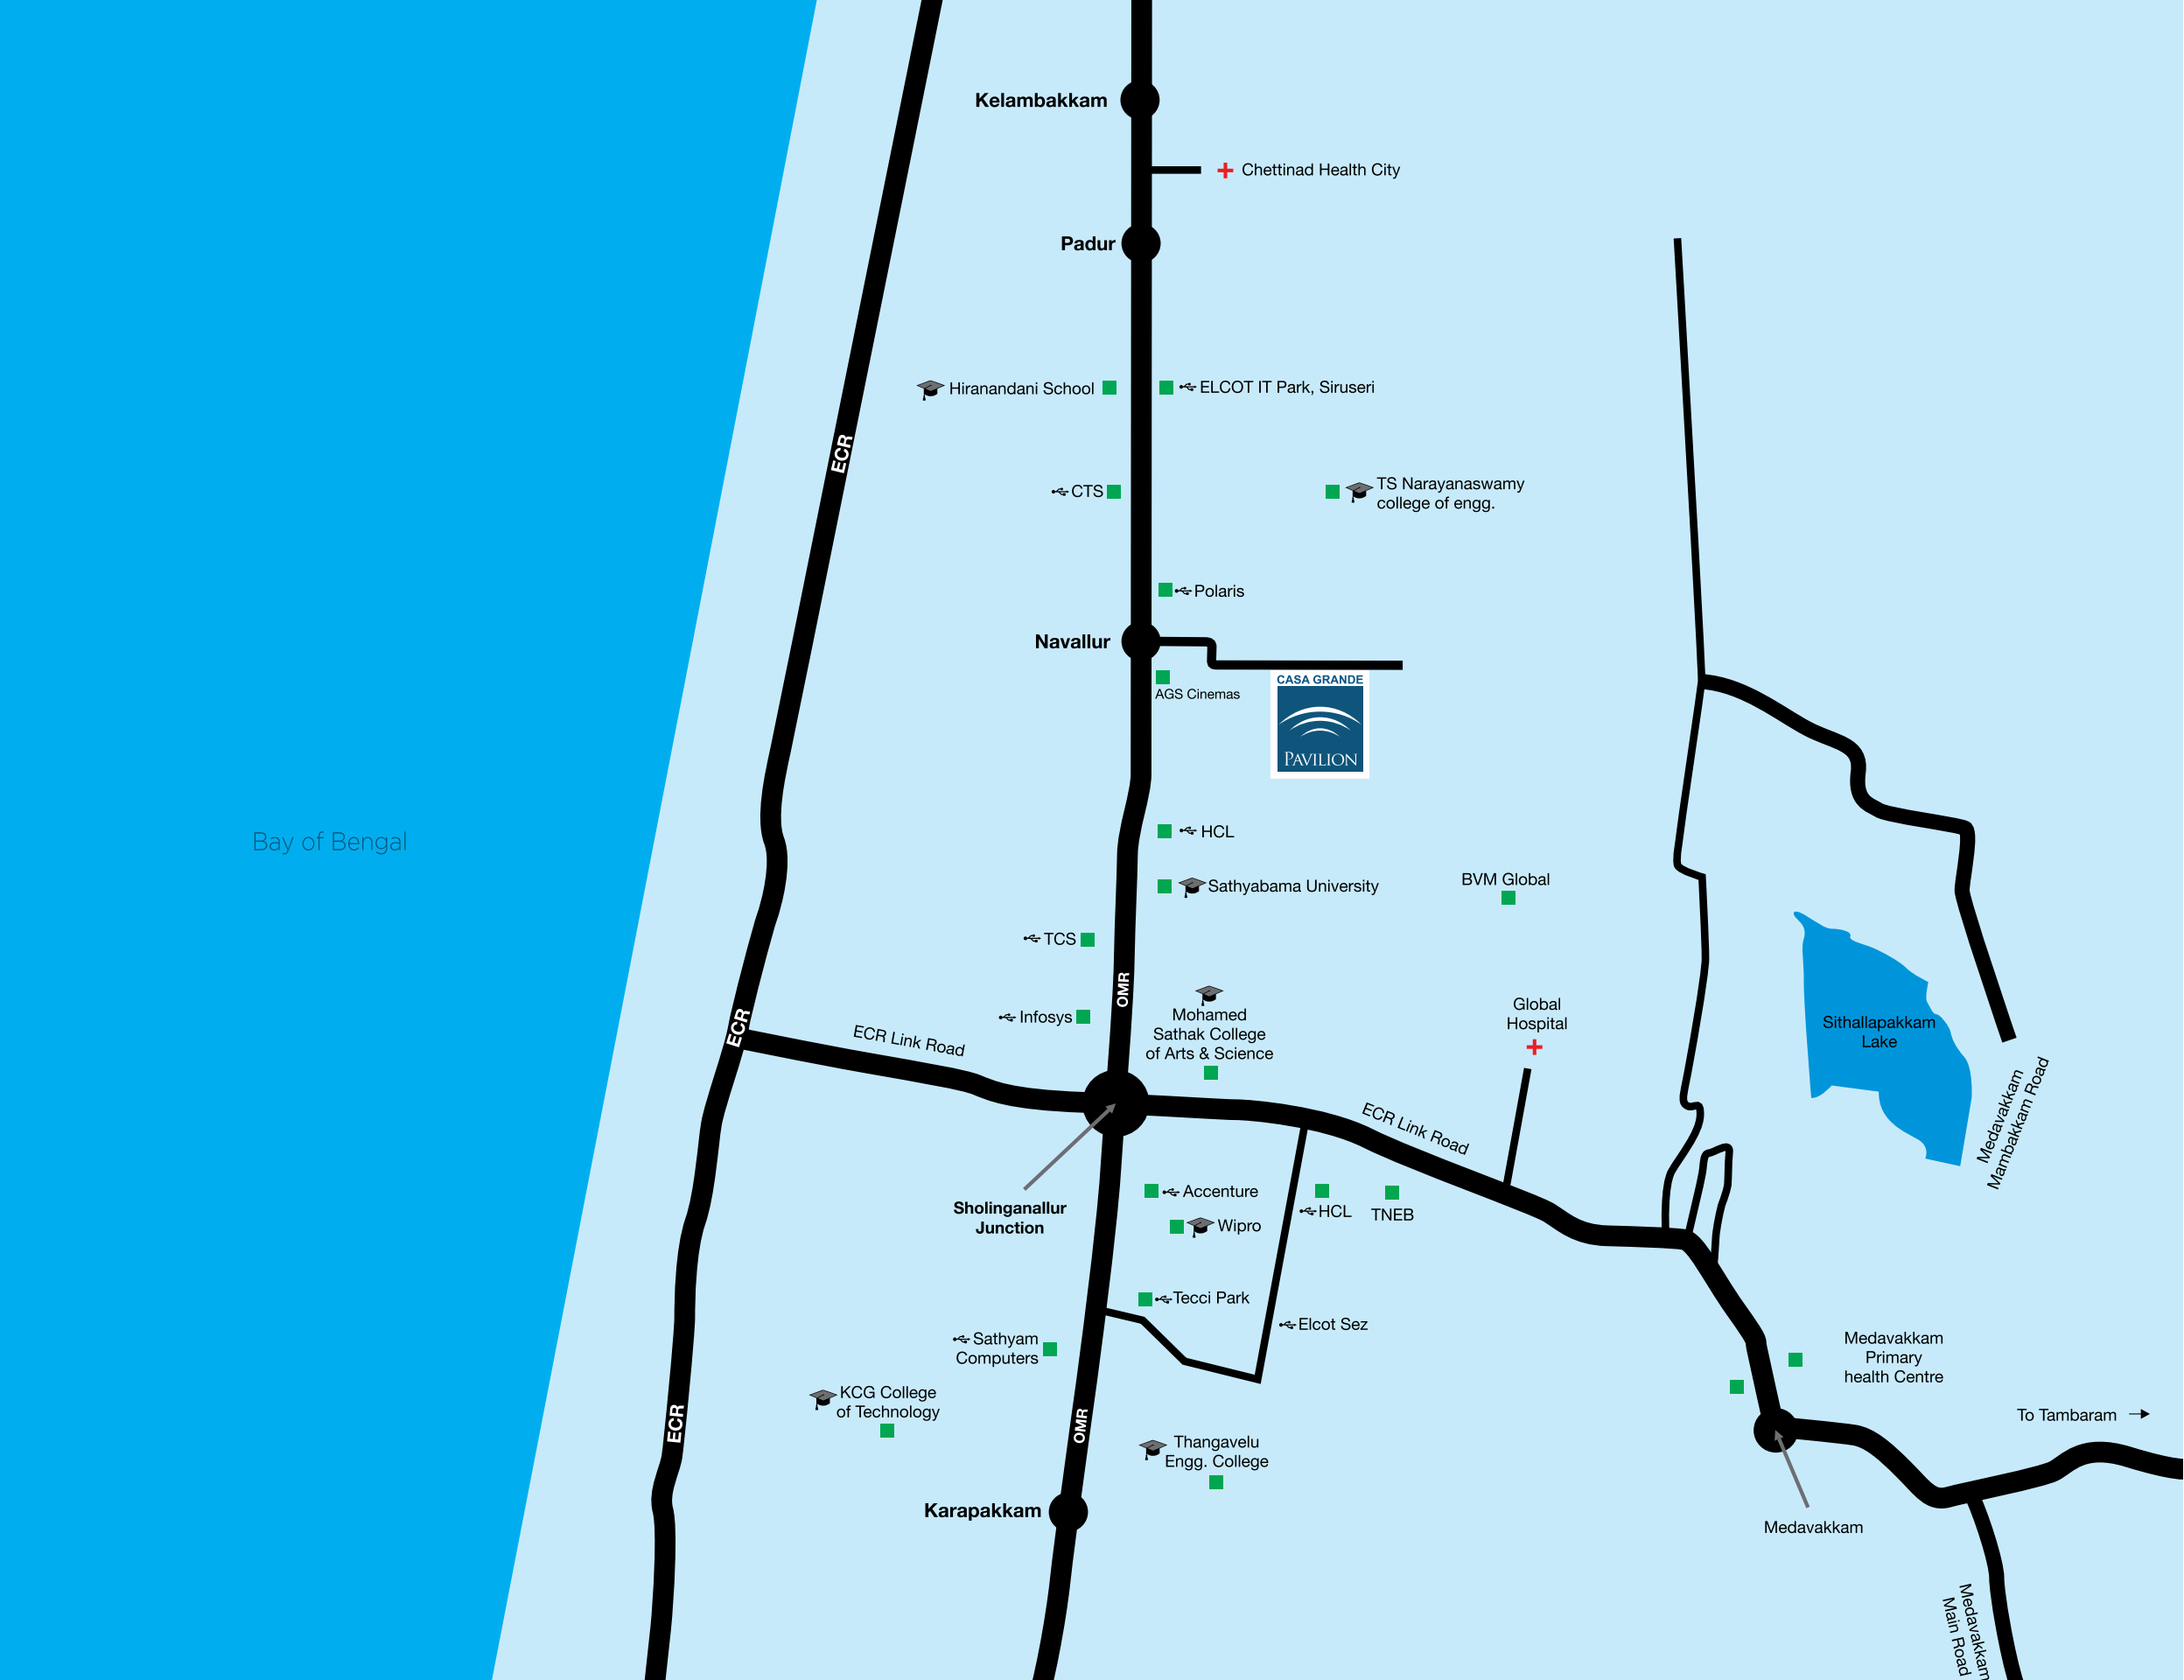 Kelambakkam
Chettinad Health City
Padur
Hiranandani School
ELCOT IT Park, Siruseri
ECR
CTS
TS Narayanaswamy
college of engg.
Polaris
Navallur
AGS Cinemas
CASA GRANDE
PAVILION
Bay of Bengal
HCL
Sathyabama University
BVM Global
TCS
OMR
Infosys
Mohamed
Sathak College
of Arts & Science
Global
Hospital
Sithallapakkam
Lake
ECR
ECR Link Road
ECR Link Road
Medavakkam
Mambakkam Road
Sholinganallur
Junction
Accenture
Wipro
HCL
TNEB
Tecci Park
Elcot Sez
Sathyam
Computers
Medavakkam
Primary
health Centre
KCG College
of Technology
ECR
OMR
To Tambaram
Thangavelu
Engg. College
Karapakkam
Medavakkam
Medavakkam
Main Road